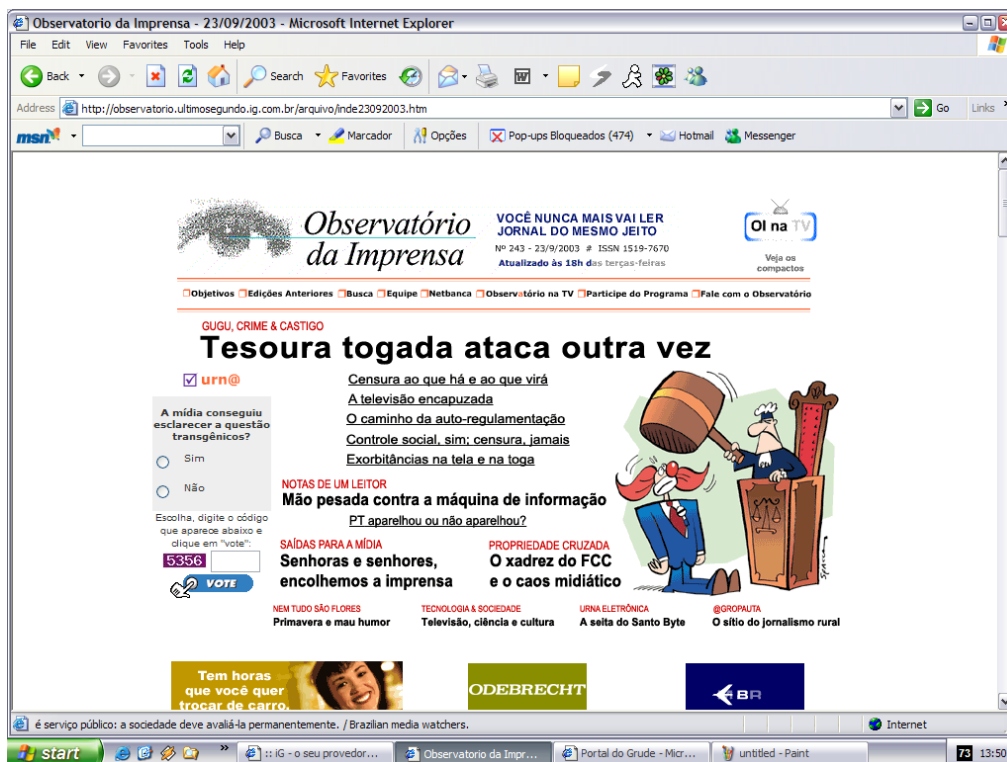 Observatorio da Imprensa - 23/09/2003 - Microsoft Internet Explorer
File Edit View Favorites Tools Help
Back Search Favorites
Address http://observatorio.ultimosegundo.ig.com.br/arquivo/inde23092003.htm Go Links
msn Busca Marcador Opções Pop-ups Bloqueados (474) Hotmail Messenger
Observatório
da Imprensa
VOCÊ NUNCA MAIS VAI LER
JORNAL DO MESMO JEITO
Nº 243 - 23/9/2003 # ISSN 1519-7670
Atualizado às 18h das terças-feiras
OI na TV
Veja os
compactos
Objetivos Edições Anteriores Busca Equipe Netbanca Observatório na TV Participe do Programa Fale com o Observatório
GUGU, CRIME & CASTIGO
Tesoura togada ataca outra vez
urn@
A mídia conseguiu
esclarecer a questão
transgênicos?
Sim
Não
Escolha, digite o código
que aparece abaixo e
clique em "vote":
5356
VOTE
Censura ao que há e ao que virá
A televisão encapuzada
O caminho da auto-regulamentação
Controle social, sim; censura, jamais
Exorbitâncias na tela e na toga
NOTAS DE UM LEITOR
Mão pesada contra a máquina de informação
PT aparelhou ou não aparelhou?
SAÍDAS PARA A MÍDIA
Senhoras e senhores,
encolhemos a imprensa
PROPRIEDADE CRUZADA
O xadrez do FCC
e o caos midiático
NEM TUDO SÃO FLORES
Primavera e mau humor
TECNOLOGIA & SOCIEDADE
Televisão, ciência e cultura
URNA ELETRÔNICA
A seita do Santo Byte
@GROPAUTA
O sítio do jornalismo rural
Tem horas
que você quer
trocar de carro.
ODEBRECHT
BR
é serviço público: a sociedade deve avaliá-la permanentemente. / Brazilian media watchers. Internet
start :: iG - o seu provedor... Observatorio da Impr... Portal do Grude - Micr... untitled - Paint 73 13:50